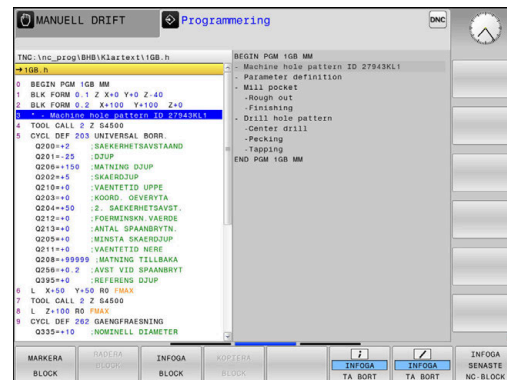 MANUELL DRIFT
Programmering
DNC
TNC:\nc_prog\BHB\Klartext\1GB.h
→1GB.h
0 BEGIN PGM 1GB MM
1 BLK FORM 0.1 Z X+0 Y+0 Z-40
2 BLK FORM 0.2 X+100 Y+100 Z+0
3 * - Machine hole pattern ID 27943KL1
4 TOOL CALL 2 Z S4500
5 CYCL DEF 203 UNIVERSAL BORR.
Q200=+2 ;SAEKERHETSAVSTAAND
Q201=-25 ;DJUP
Q206=+150 ;MATNING DJUP
Q202=+5 ;SKAERDJUP
Q210=+0 ;VAENTETID UPPE
Q203=+0 ;KOORD. OEVERYTA
Q204=+50 ;2. SAEKERHETSAVST.
Q212=+0 ;FOERMINSKN.VAERDE
Q213=+0 ;ANTAL SPAANBRYTN.
Q205=+0 ;MINSTA SKAERDJUP
Q211=+0 ;VAENTETID NERE
Q208=+99999 ;MATNING TILLBAKA
Q256=+0.2 ;AVST VID SPAANBRYT
Q395=+0 ;REFERENS DJUP
6 L X+50 Y+50 R0 FMAX
7 TOOL CALL 2 Z S4500
8 L Z+100 R0 FMAX
9 CYCL DEF 262 GAENGFRAESNING
Q335=+10 ;NOMINELL DIAMETER
BEGIN PGM 1GB MM
- Machine hole pattern ID 27943KL1
- Parameter definition
- Mill pocket
-Rough out
-Finishing
- Drill hole pattern
-Center drill
-Pecking
-Tapping
END PGM 1GB MM
MARKERA
BLOCK
RADERA
BLOCK
INFOGA
BLOCK
KOPIERA
BLOCK
INFOGA
TA BORT
INFOGA
TA BORT
INFOGA
SENASTE
NC-BLOCK